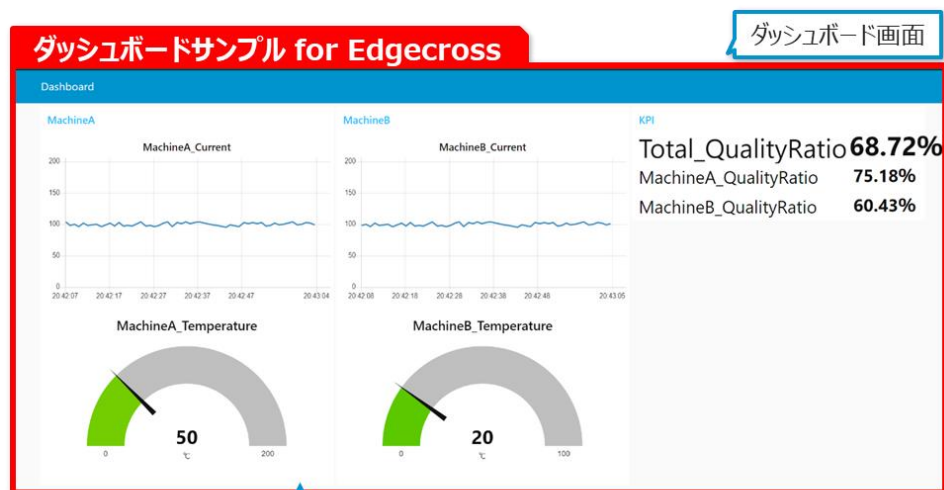 ダッシュボード画面
ダッシュボードサンプル for Edgecross
Dashboard
MachineA
MachineA_Current
200
150
100
50
0
20:42:07 20:42:17 20:42:27 20:42:37 20:42:47 20:43:04
MachineA_Temperature
50
℃
0 200
MachineB
MachineB_Current
200
150
100
50
0
20:42:08 20:42:18 20:42:28 20:42:38 20:42:48 20:43:05
MachineB_Temperature
20
℃
0 100
KPI
Total_QualityRatio 68.72%
MachineA_QualityRatio 75.18%
MachineB_QualityRatio 60.43%